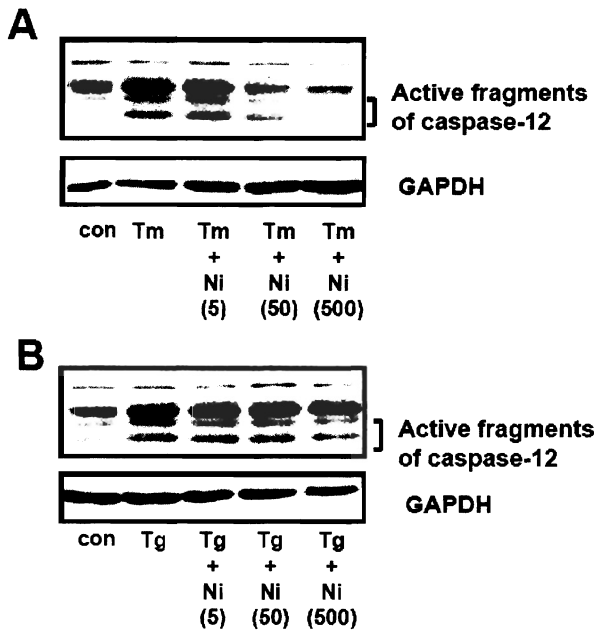 A
Active fragments
of caspase-12
GAPDH
con Tm Tm Tm Tm
+ + +
Ni Ni Ni
(5) (50) (500)
B
Active fragments
of caspase-12
GAPDH
con Tg Tg Tg Tg
+ + +
Ni Ni Ni
(5) (50) (500)